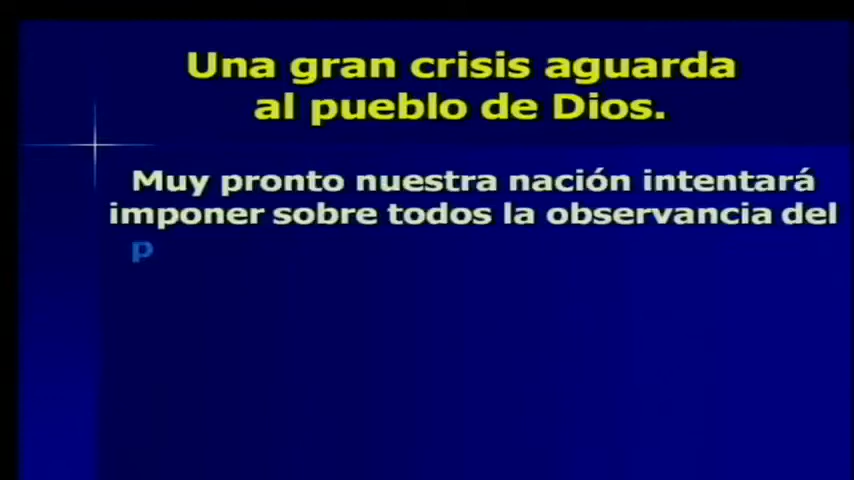 Una gran crisis aguarda
al pueblo de Dios.
Muy pronto nuestra nación intentará
imponer sobre todos la observancia del
p